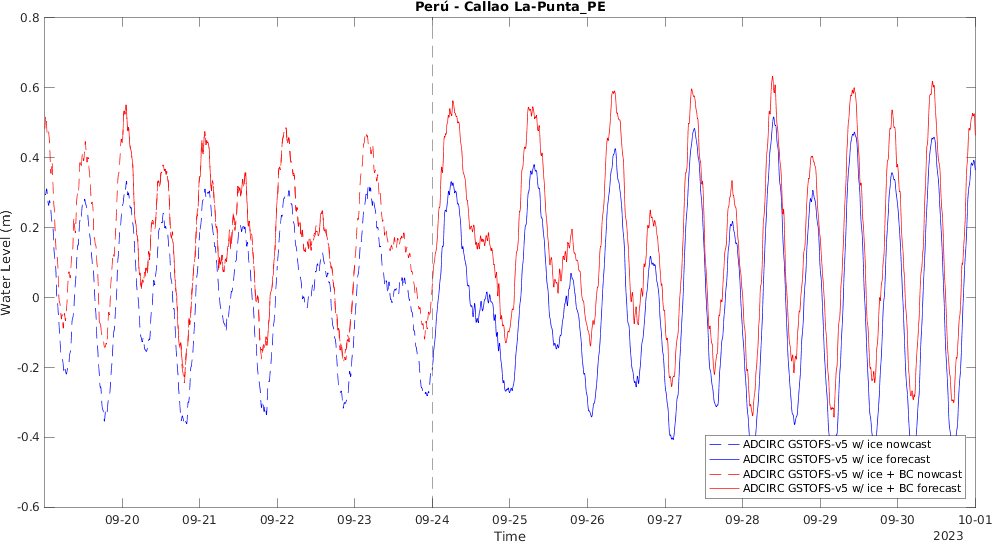 Perú - Callao La-Punta_PE
0.8
0.6
0.4
0.2
0
-0.2
-0.4
-0.6
Water Level (m)
ADCIRC GSTOFS-v5 w/ ice nowcast
ADCIRC GSTOFS-v5 w/ ice forecast
ADCIRC GSTOFS-v5 w/ ice + BC nowcast
ADCIRC GSTOFS-v5 w/ ice + BC forecast
09-20 09-21 09-22 09-23 09-24 09-25 09-26 09-27 09-28 09-29 09-30 10-01
Time
2023